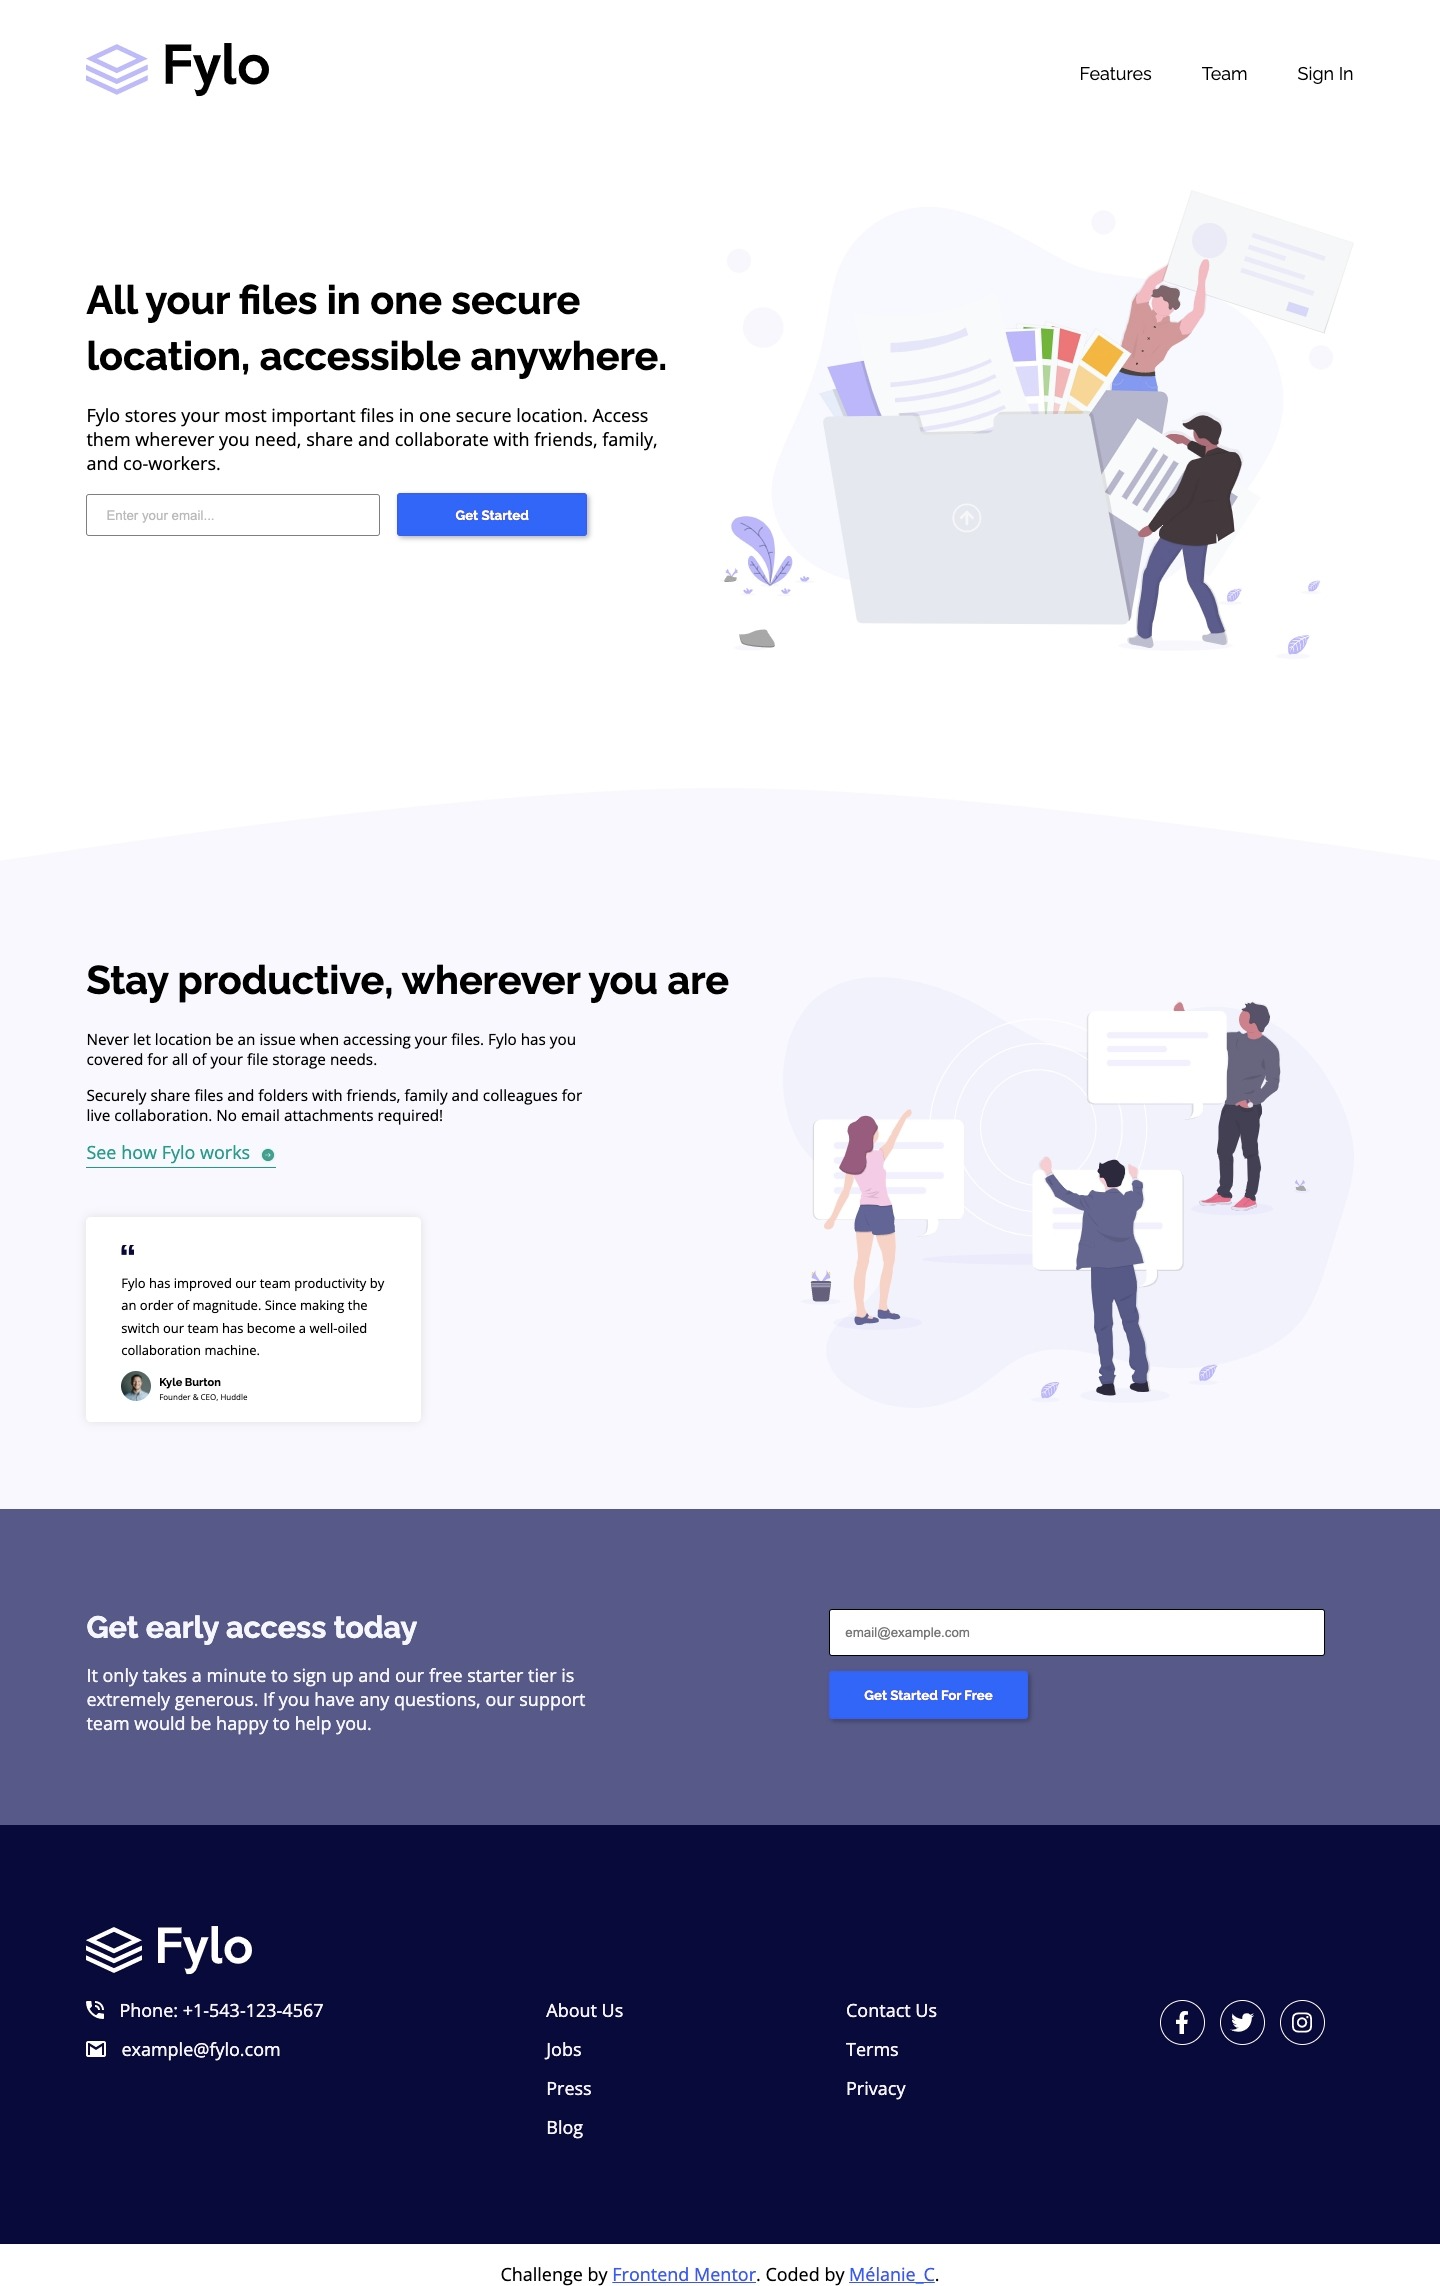 Fylo
Features
Team
Sign In
All your files in one secure
location, accessible anywhere.
Fylo stores your most important files in one secure location. Access
them wherever you need, share and collaborate with friends, family,
and co-workers.
Enter your email...
Get Started
Stay productive, wherever you are
Never let location be an issue when accessing your files. Fylo has you
covered for all of your file storage needs.
Securely share files and folders with friends, family and colleagues for
live collaboration. No email attachments required!
See how Fylo works
“
Fylo has improved our team productivity by
an order of magnitude. Since making the
switch our team has become a well-oiled
collaboration machine.
Kyle Burton
Founder & CEO, Huddle
Get early access today
It only takes a minute to sign up and our free starter tier is
extremely generous. If you have any questions, our support
team would be happy to help you.
email@example.com
Get Started For Free
Fylo
Phone: +1-543-123-4567
example@fylo.com
About Us
Jobs
Press
Blog
Contact Us
Terms
Privacy
Challenge by Frontend Mentor. Coded by Mélanie_C.